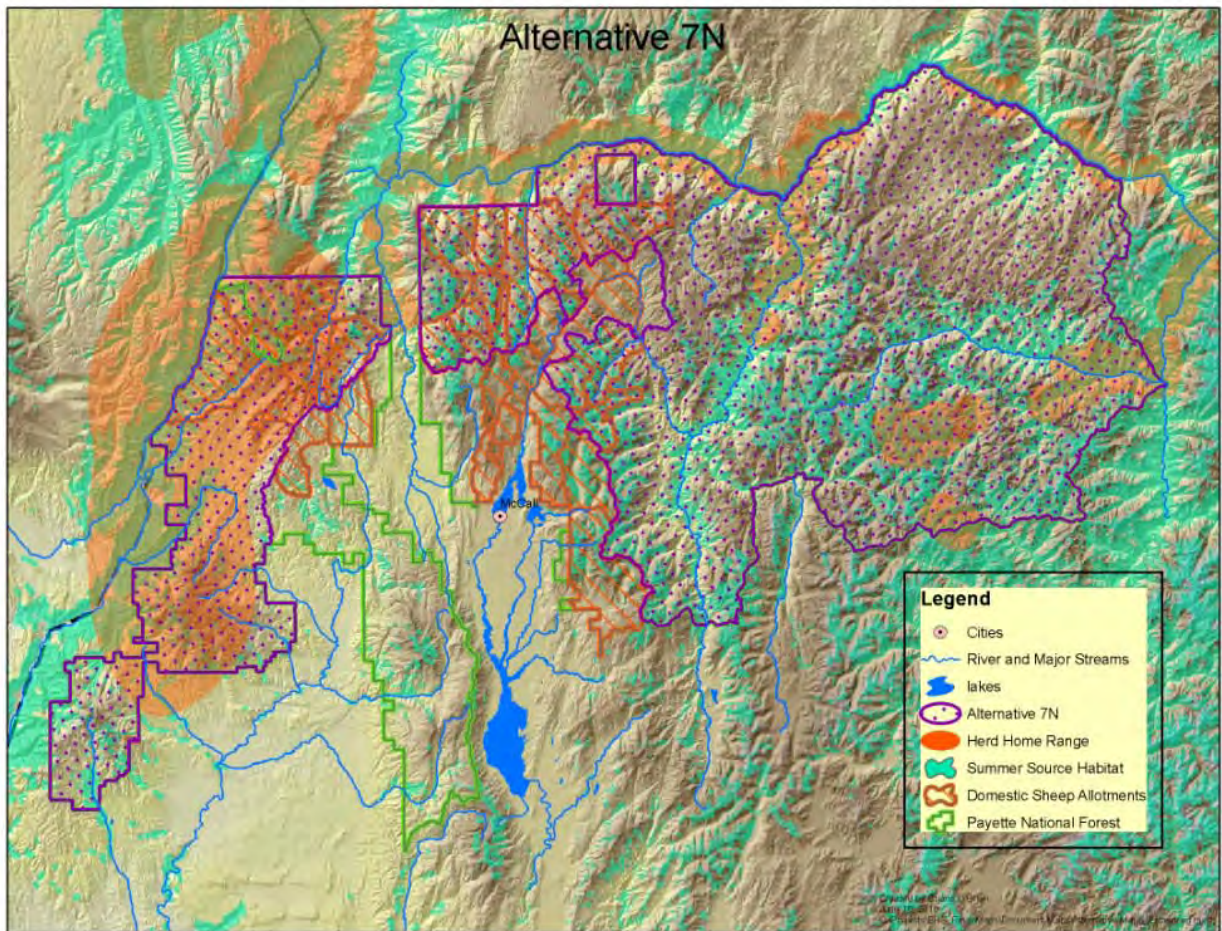 Alternative 7N
McCall
Legend
Cities
River and Major Streams
lakes
Alternative 7N
Herd Home Range
Summer Source Habitat
Domestic Sheep Allotments
Payette National Forest